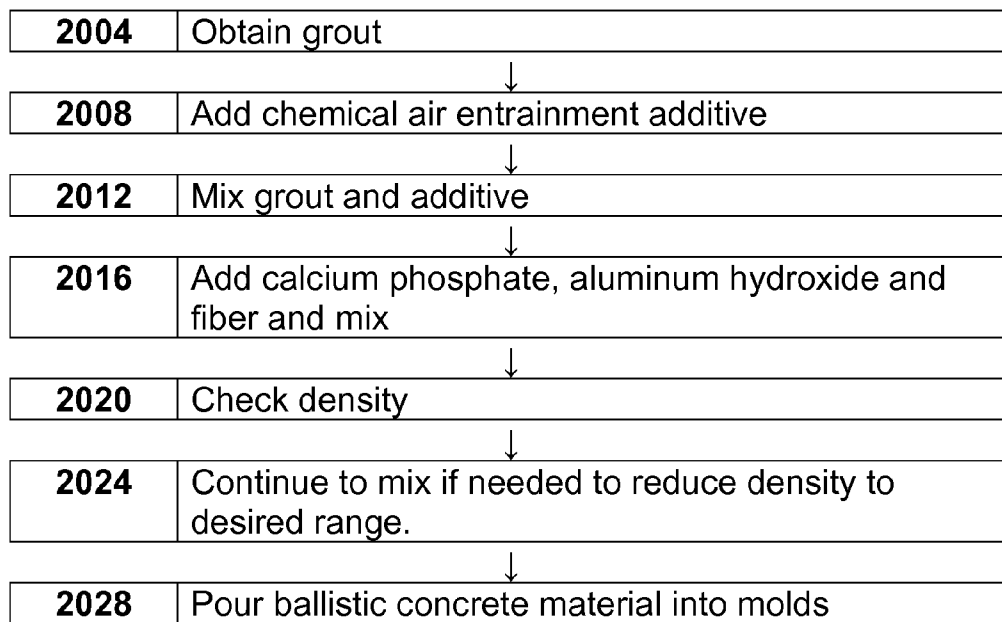 2004 Obtain grout
↓
2008 Add chemical air entrainment additive
↓
2012 Mix grout and additive
↓
2016 Add calcium phosphate, aluminum hydroxide and
fiber and mix
↓
2020 Check density
↓
2024 Continue to mix if needed to reduce density to
desired range.
↓
2028 Pour ballistic concrete material into molds